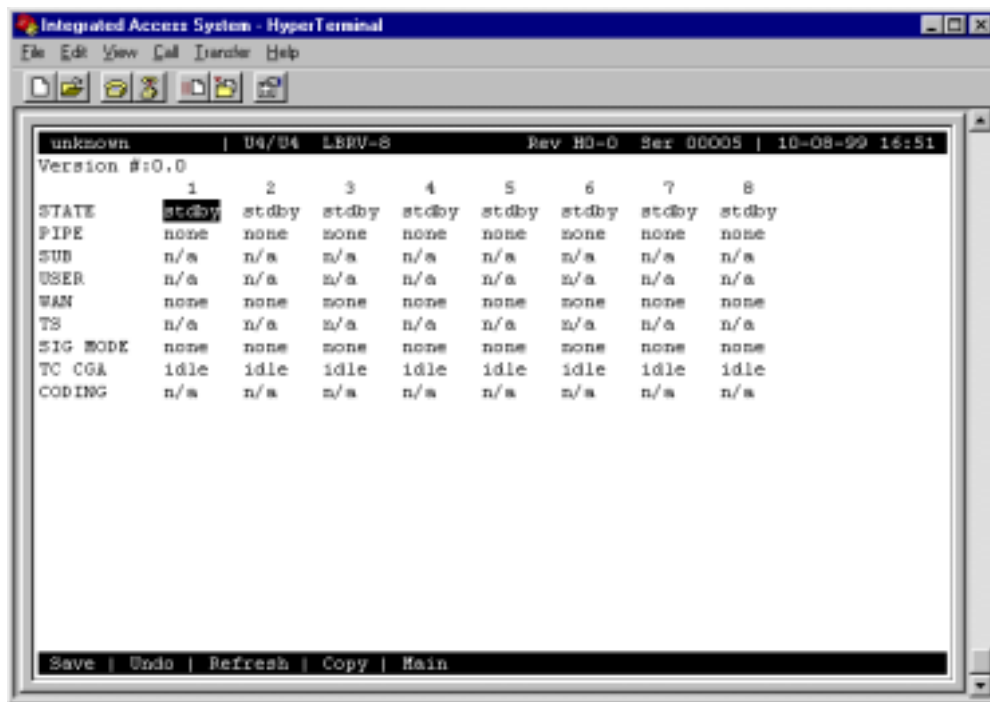 Integrated Access System - HyperTerminal
File Edit View Call Transfer Help
unknown | U4/U4 LBRV-8 Rev H0-0 Ser 00005 | 10-08-99 16:51
Version #:0.0
1 2 3 4 5 6 7 8
STATE stdby stdby stdby stdby stdby stdby stdby stdby
PIPE none none none none none none none none
SUB n/a n/a n/a n/a n/a n/a n/a n/a
USER n/a n/a n/a n/a n/a n/a n/a n/a
WAN none none none none none none none none
TS n/a n/a n/a n/a n/a n/a n/a n/a
SIG MODE none none none none none none none none
TC CGA idle idle idle idle idle idle idle idle
CODING n/a n/a n/a n/a n/a n/a n/a n/a
Save | Undo | Refresh | Copy | Main